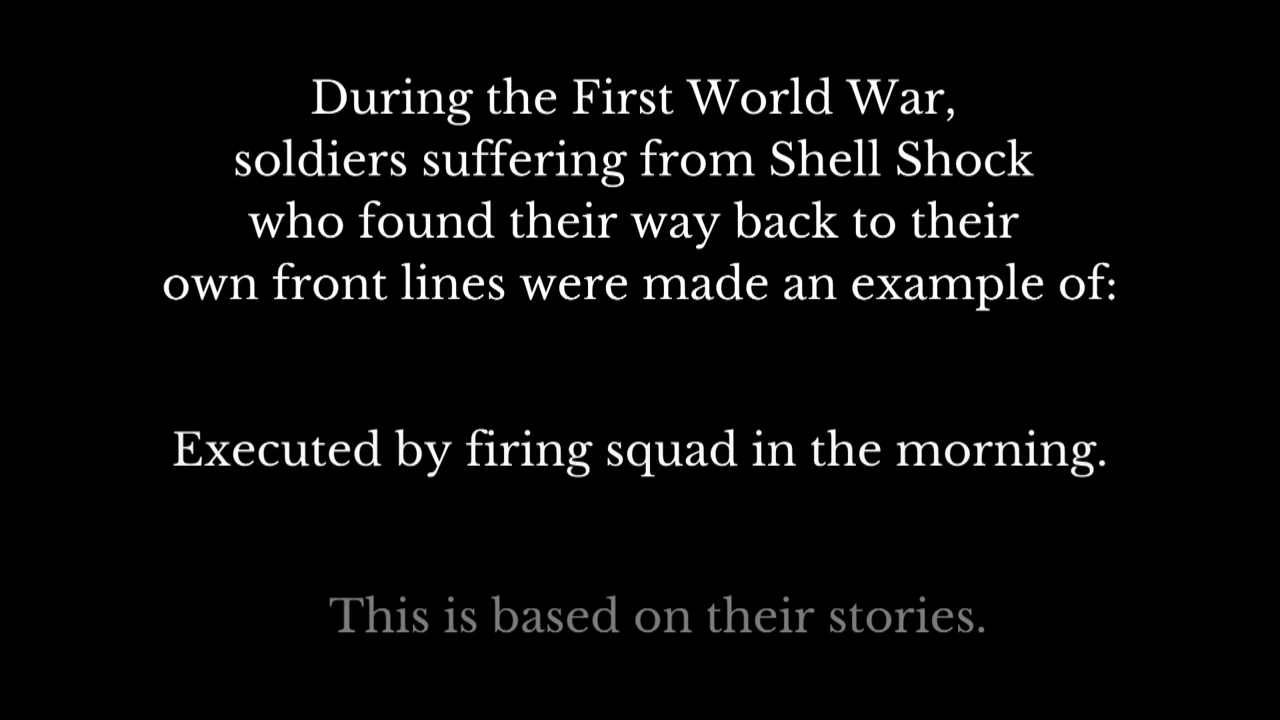 During the First World War,
soldiers suffering from Shell Shock
who found their way back to their
own front lines were made an example of:
Executed by firing squad in the morning.
This is based on their stories.